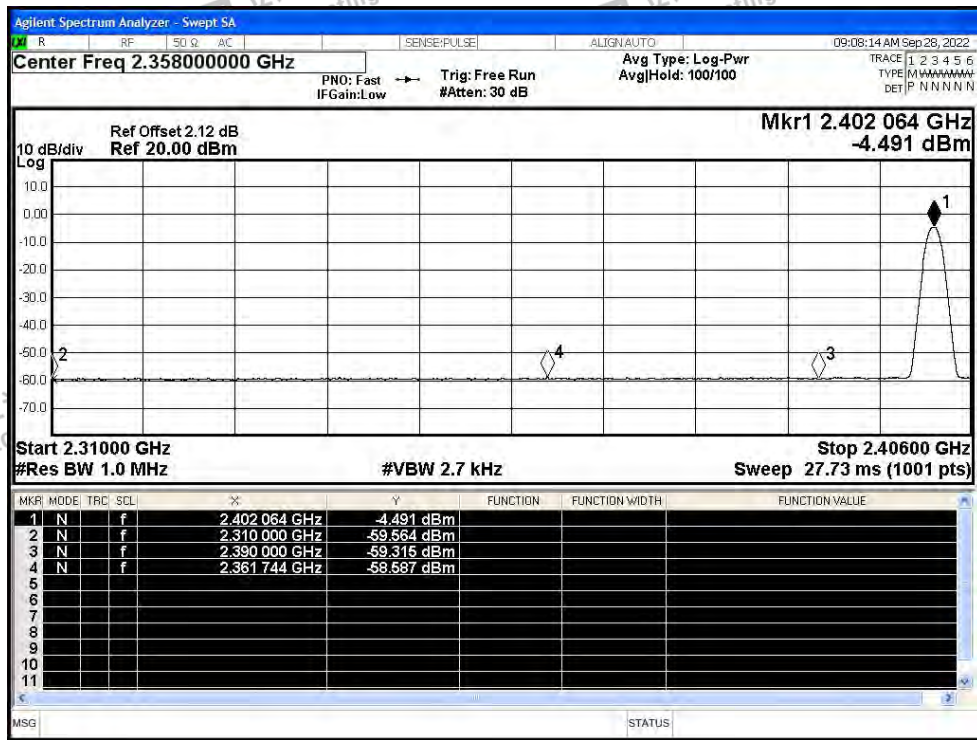 Agilent Spectrum Analyzer - Swept SA
LXI R RF 50 Ω AC SENSE:PULSE ALIGNAUTO 09:08:14 AM Sep 28, 2022
Center Freq 2.358000000 GHz
PNO: Fast Trig: Free Run
IFGain:Low #Atten: 30 dB
Avg Type: Log-Pwr
Avg|Hold: 100/100
TRACE 1 2 3 4 5 6
TYPE M W W W W W
DET P N N N N N
Mkr1 2.402 064 GHz
-4.491 dBm
Ref Offset 2.12 dB
10 dB/div Ref 20.00 dBm
Log
10.0
0.00
-10.0
-20.0
-30.0
-40.0
-50.0
-60.0
-70.0
1
2
4
3
Start 2.31000 GHz Stop 2.40600 GHz
#Res BW 1.0 MHz #VBW 2.7 kHz Sweep 27.73 ms (1001 pts)
MKR MODE TRC SCL X Y FUNCTION FUNCTION WIDTH FUNCTION VALUE
1 N f 2.402 064 GHz -4.491 dBm
2 N f 2.310 000 GHz -59.564 dBm
3 N f 2.390 000 GHz -59.315 dBm
4 N f 2.361 744 GHz -58.587 dBm
5
6
7
8
9
10
11
MSG STATUS